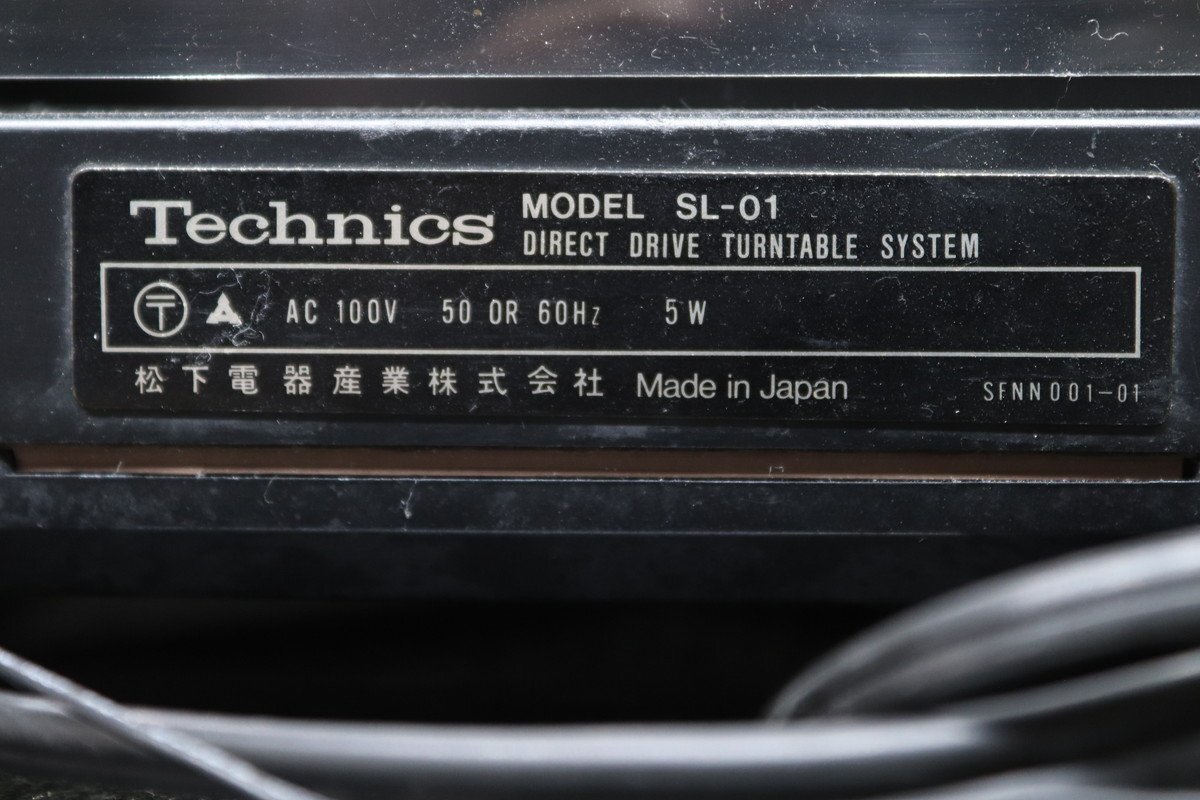 Technics MODEL SL-01
DIRECT DRIVE TURNTABLE SYSTEM
〒 AC 100V 50 OR 60Hz 5W
松下電器産業株式会社 Made in Japan SFNN001-01